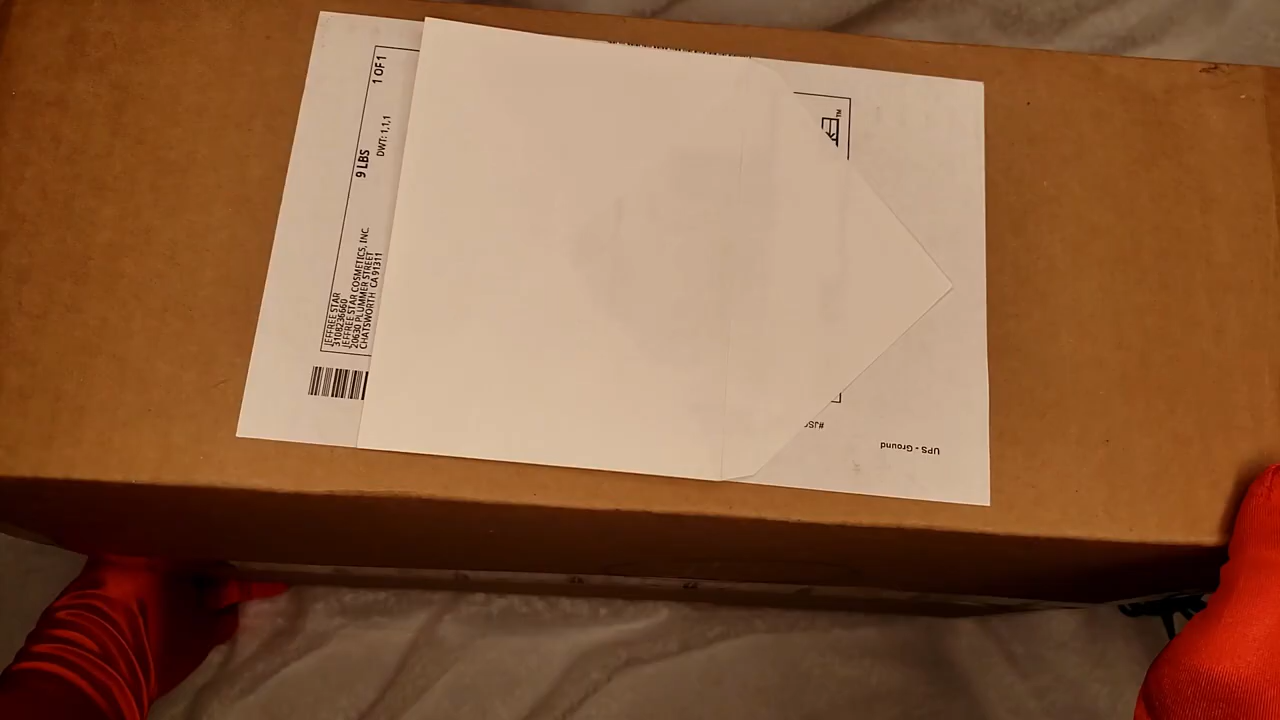 JEFFREE STAR
3108236660
JEFFREE STAR COSMETICS, INC.
20630 PLUMMER STREET
CHATSWORTH CA 91311
9 LBS
1 OF 1
DWT: 1,1,1
TM
UPS - Ground